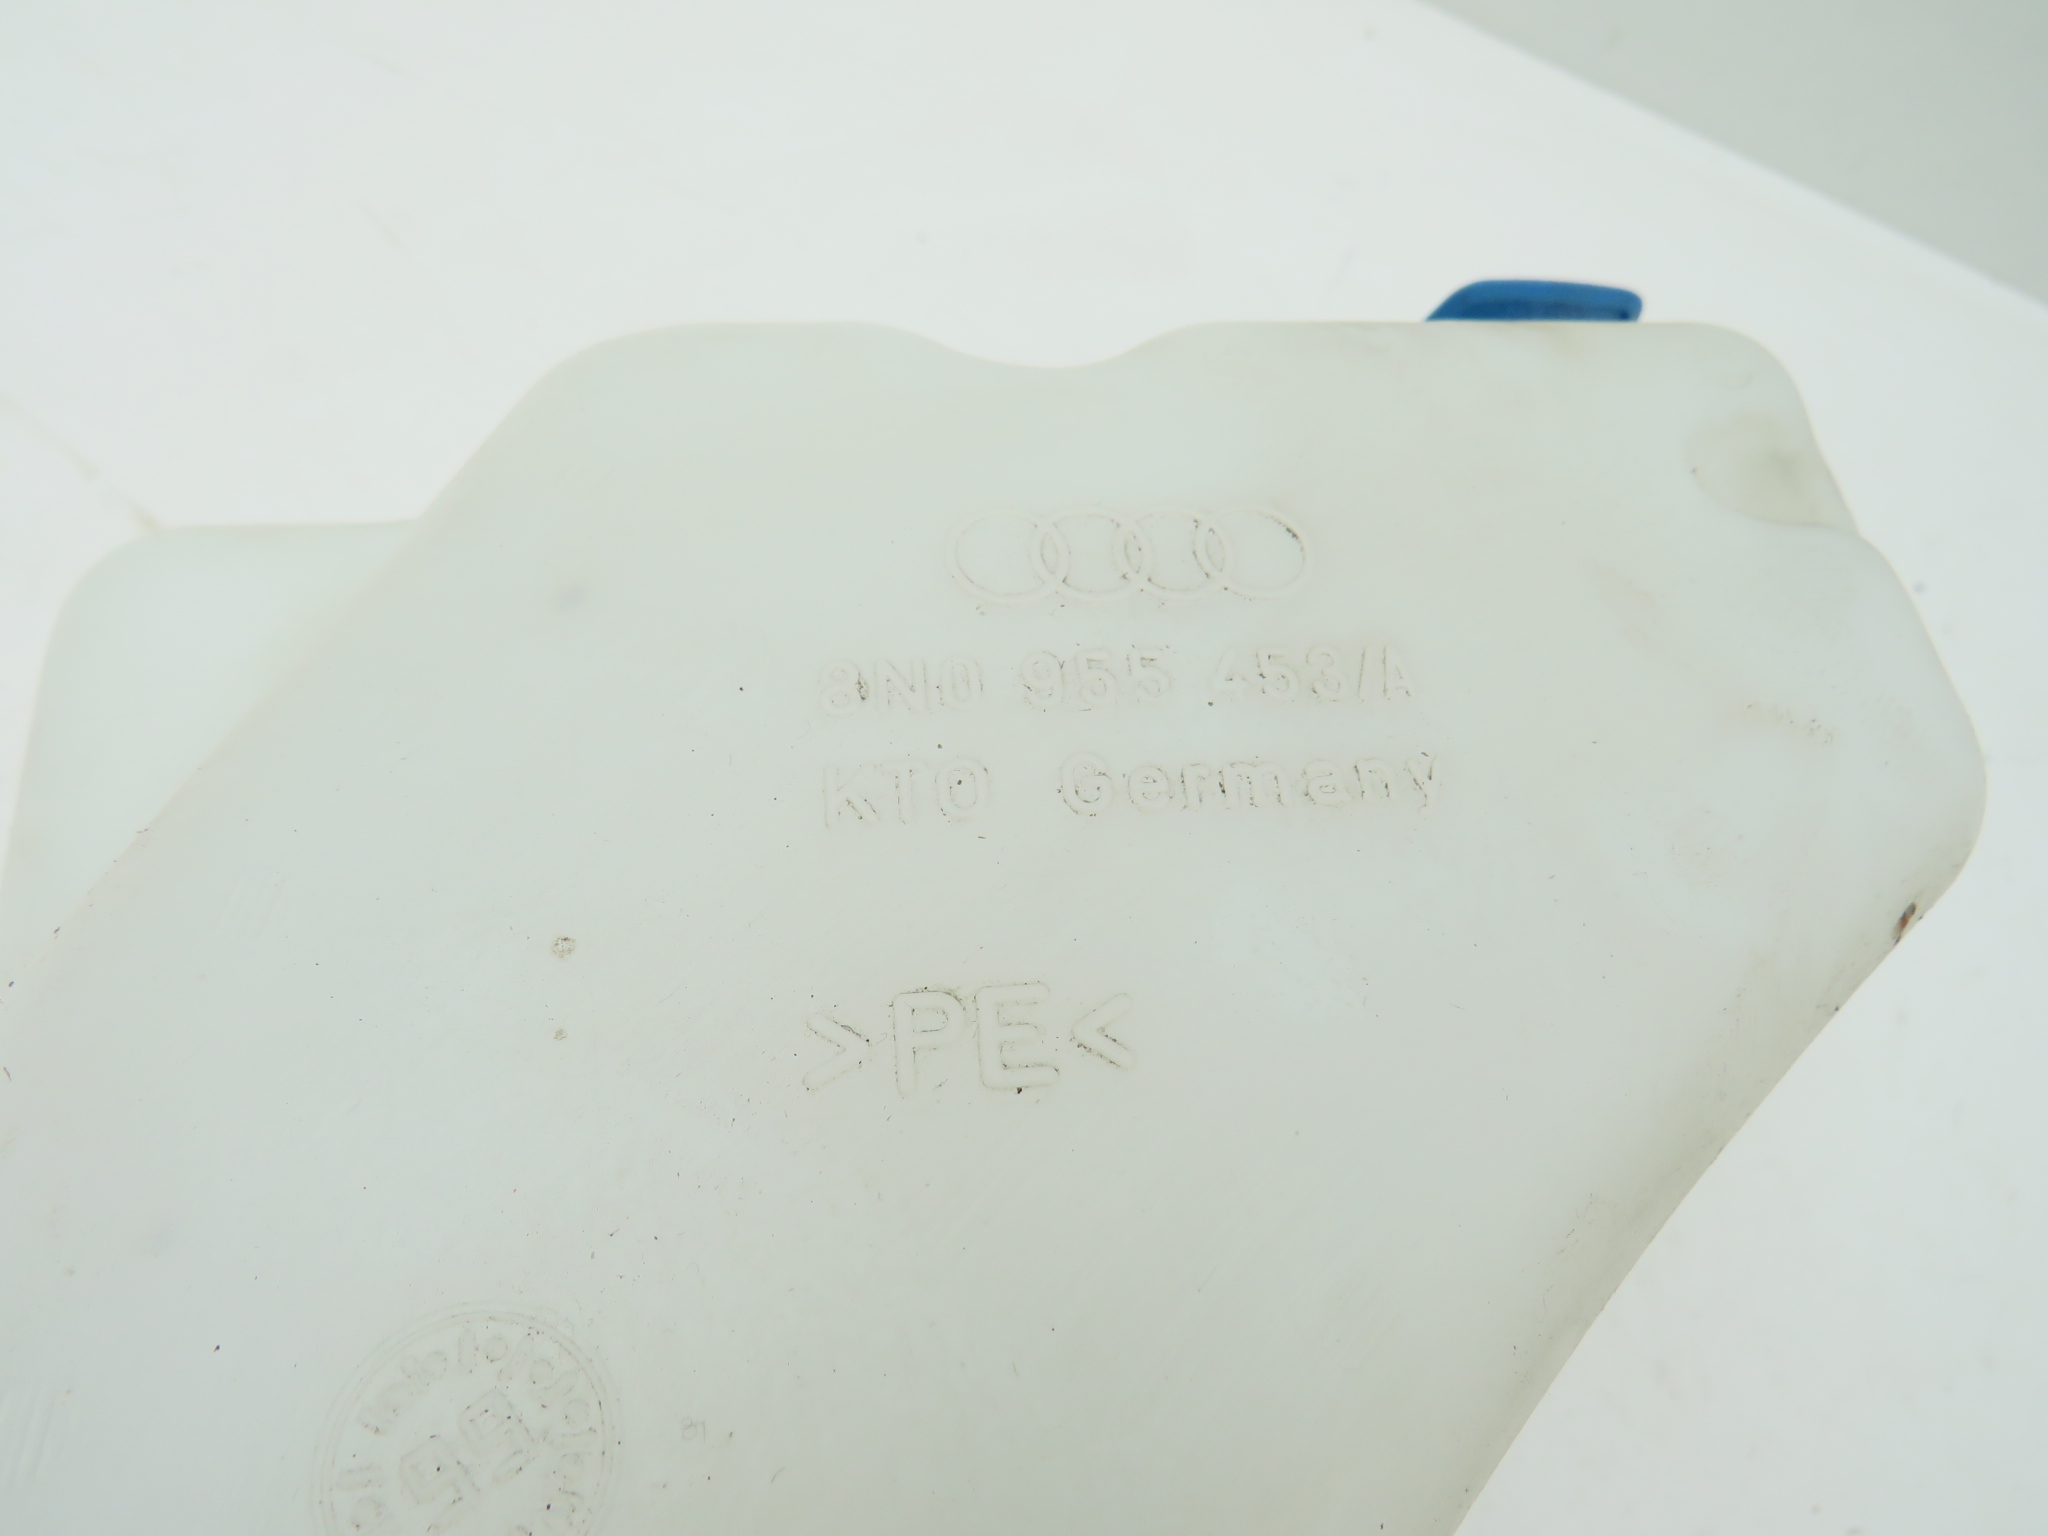 8N0 955 453/A
KTO Germany
>PE<